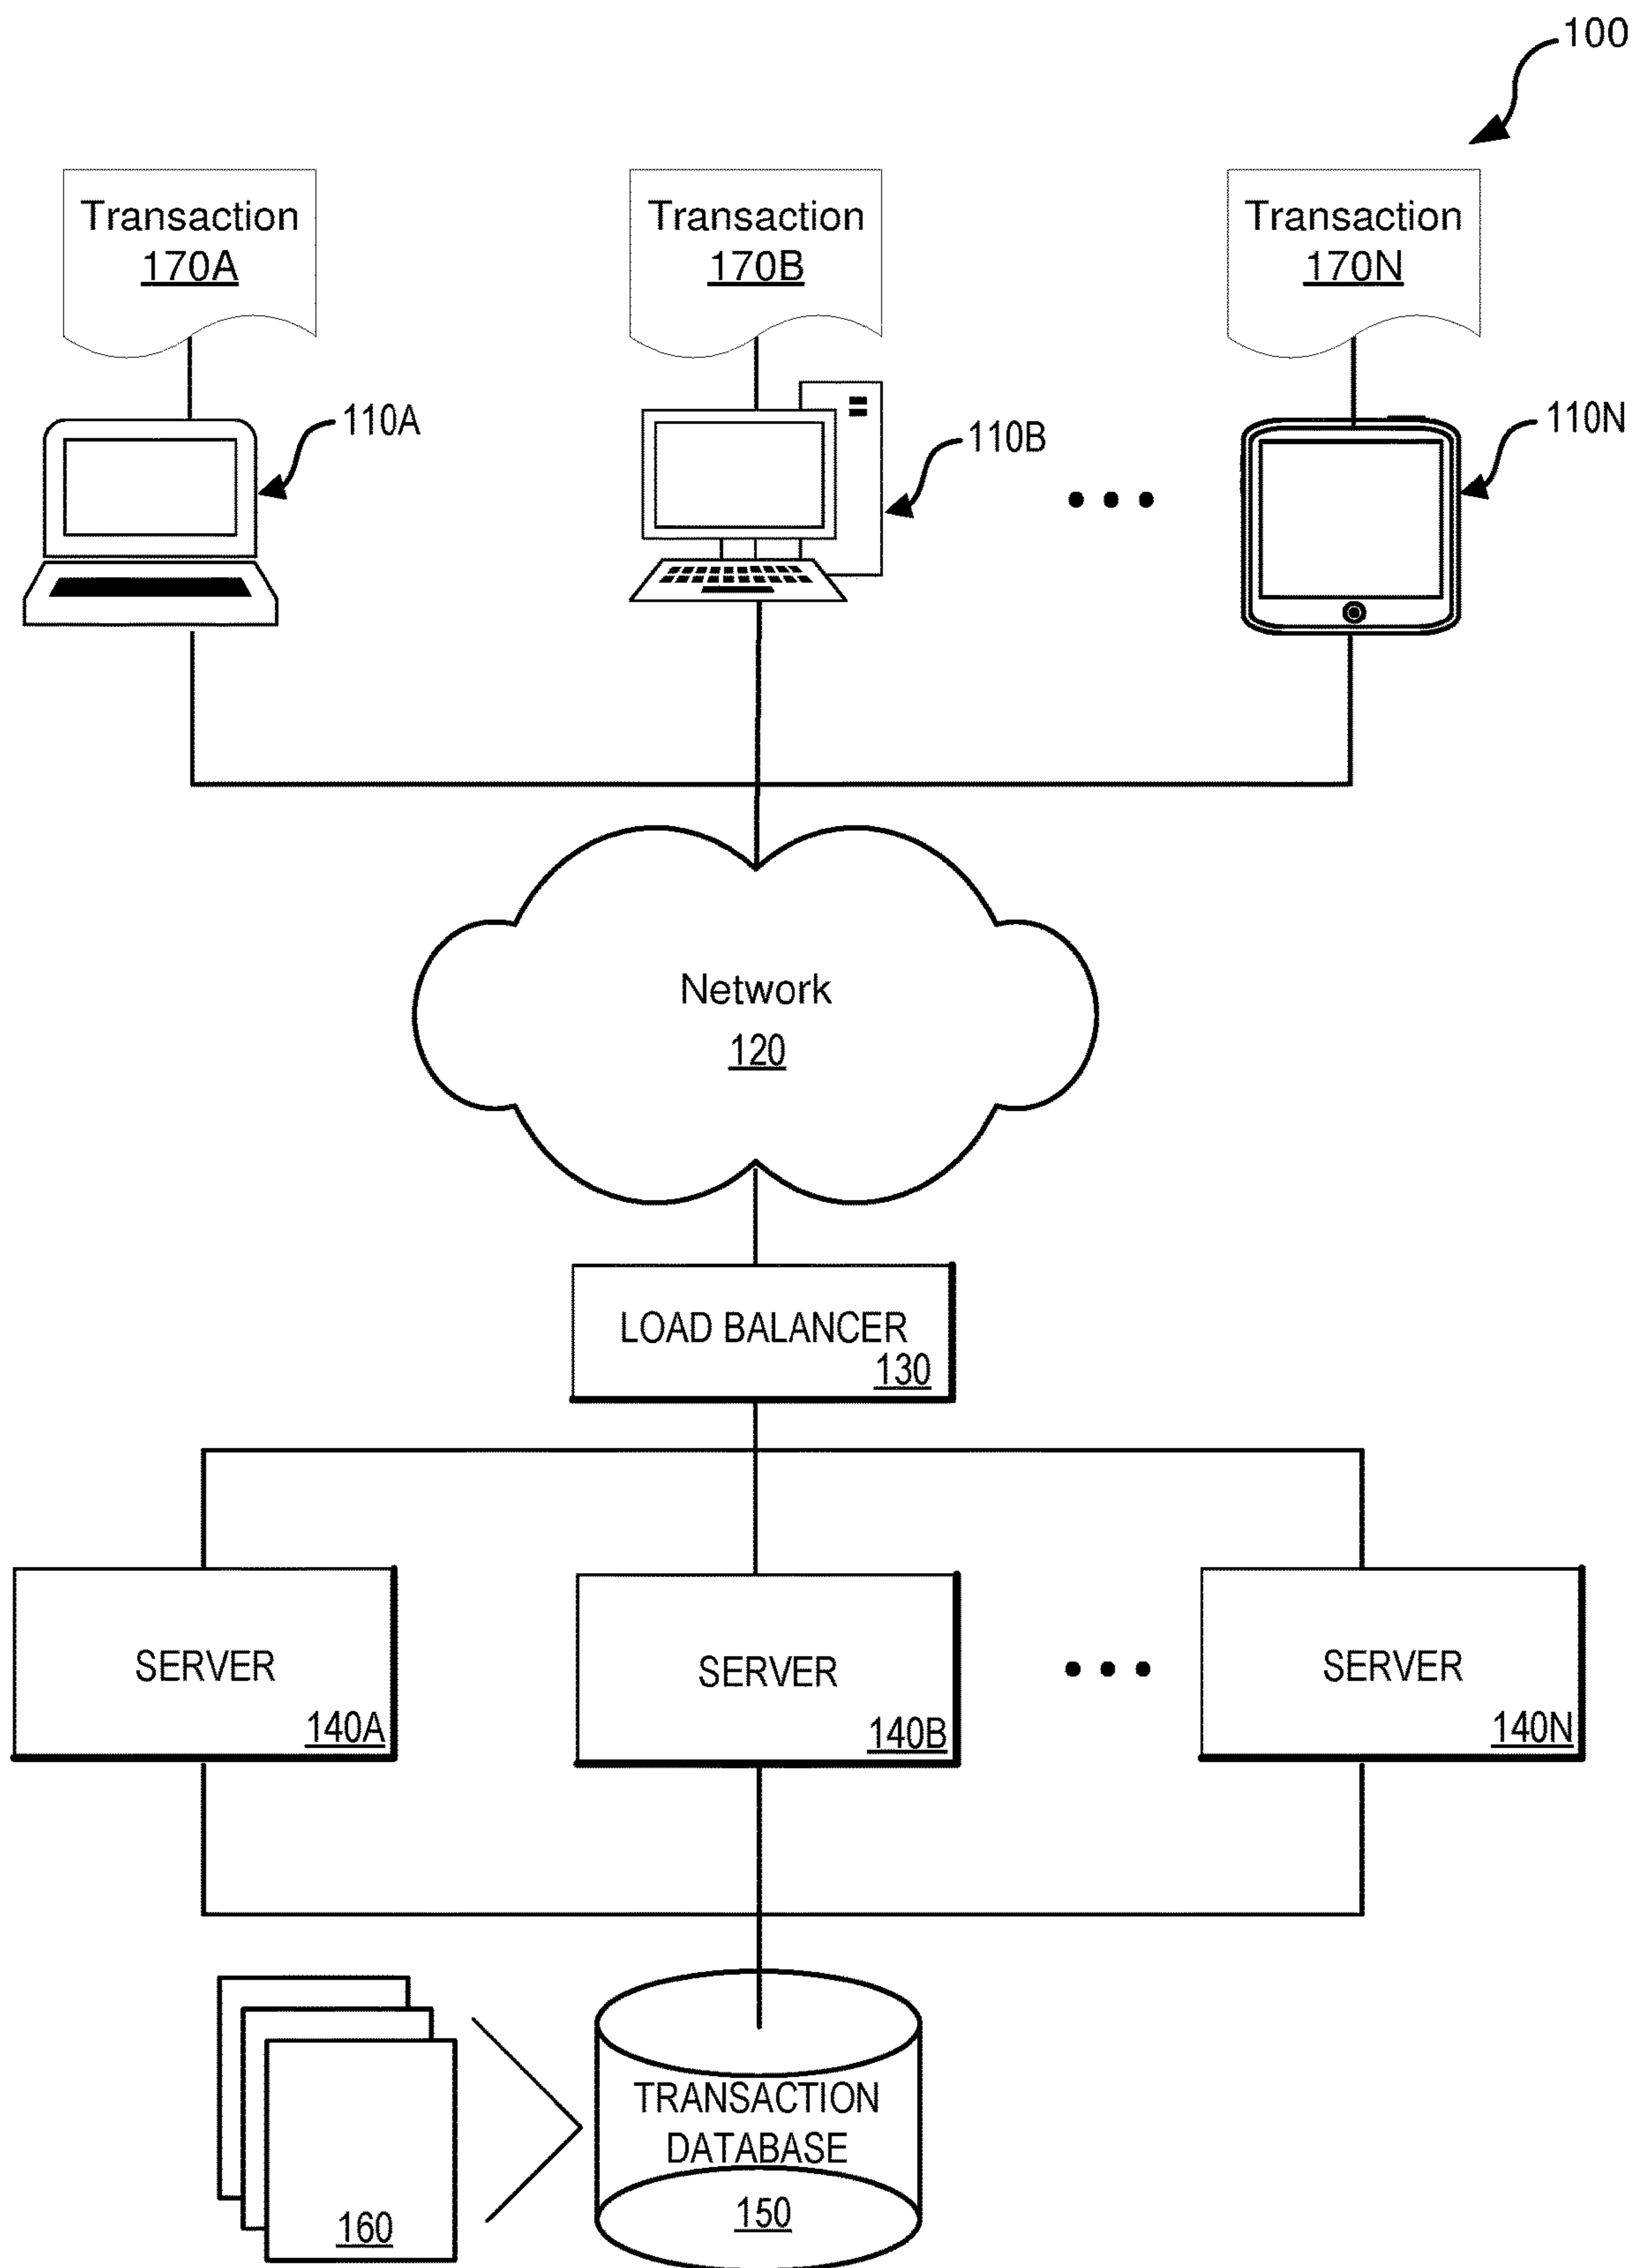 100
Transaction
170A
Transaction
170B
Transaction
170N
110A
110B
110N
Network
120
LOAD BALANCER
130
SERVER
140A
SERVER
140B
SERVER
140N
TRANSACTION
DATABASE
150
160